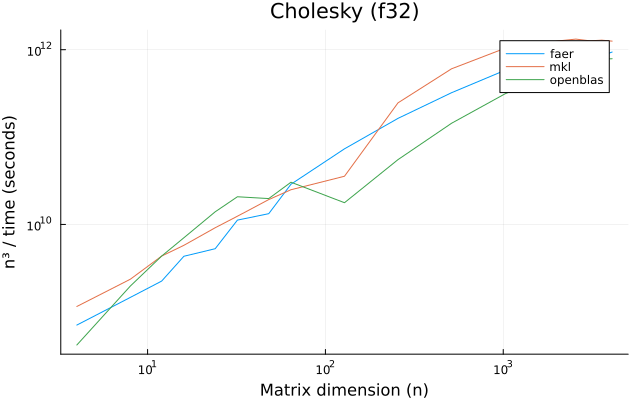 Cholesky (f32)
n³ / time (seconds)
10¹²
10¹⁰
faer
mkl
openblas
10¹
10²
10³
Matrix dimension (n)